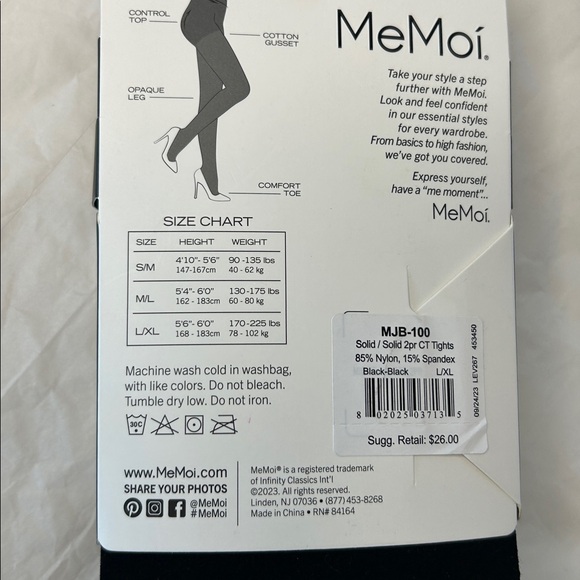 CONTROL
TOP
COTTON
GUSSET
OPAQUE
LEG
COMFORT
TOE
MeMoí®
Take your style a step
further with MeMoí.
Look and feel confident
in our essential styles
for every wardrobe.
From basics to high fashion,
we've got you covered.
Express yourself,
have a "me moment"...
MeMoí.
SIZE CHART
SIZE HEIGHT WEIGHT
S/M 4'10"- 5'6" 90 -135 lbs
147-167cm 40 - 62 kg
M/L 5'4"- 6'0" 130-175 lbs
162 - 183cm 60 - 80 kg
L/XL 5'6"- 6'0" 170-225 lbs
168 - 183cm 78 - 102 kg
Machine wash cold in washbag,
with like colors. Do not bleach.
Tumble dry low. Do not iron.
30C
www.MeMoi.com
SHARE YOUR PHOTOS
@MeMoi
#MeMoi
MeMoí® is a registered trademark
of Infinity Classics Int'l
©2023. All rights reserved.
Linden, NJ 07036 • (877)453-8268
Made in China • RN# 84164
MJB-100
Solid / Solid 2pr CT Tights
85% Nylon, 15% Spandex
Black-Black L/XL
8 02025 03713 5
Sugg. Retail: $26.00
09/24/23 LEV267 453450